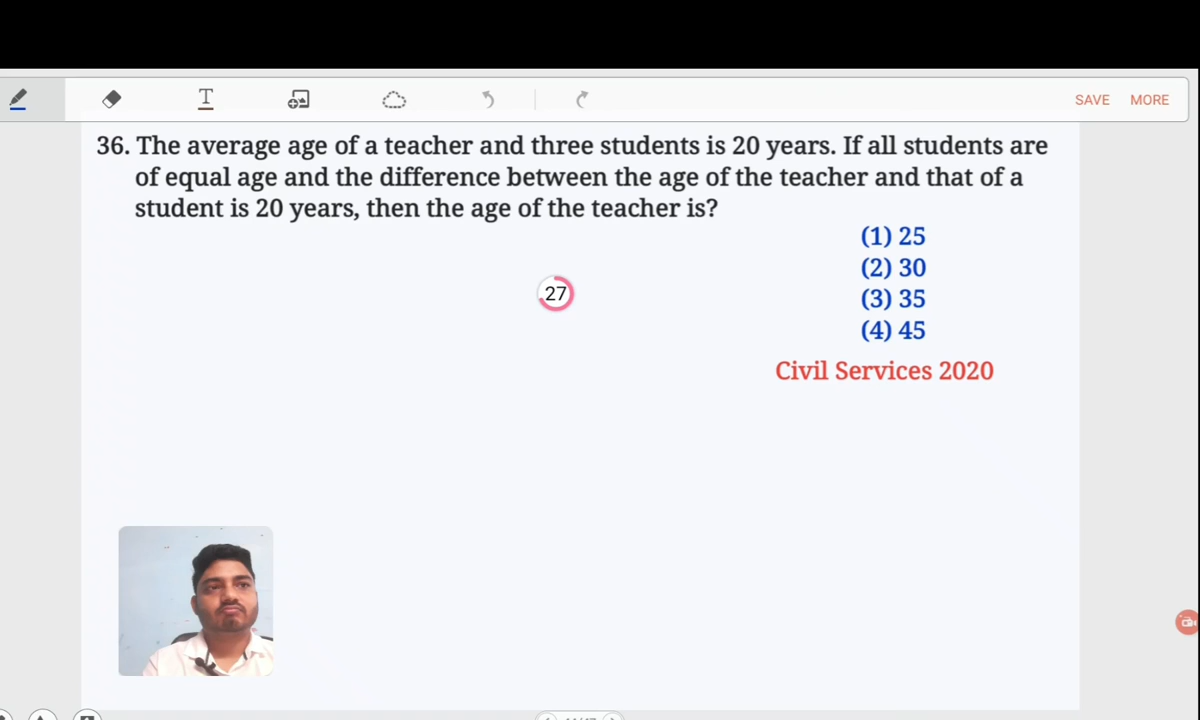 T
SAVE MORE
36. The average age of a teacher and three students is 20 years. If all students are
of equal age and the difference between the age of the teacher and that of a
student is 20 years, then the age of the teacher is?
(1) 25
(2) 30
27
(3) 35
(4) 45
Civil Services 2020